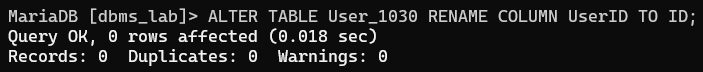 MariaDB [dbms_lab]> ALTER TABLE User_1030 RENAME COLUMN UserID TO ID;
Query OK, 0 rows affected (0.018 sec)
Records: 0  Duplicates: 0  Warnings: 0